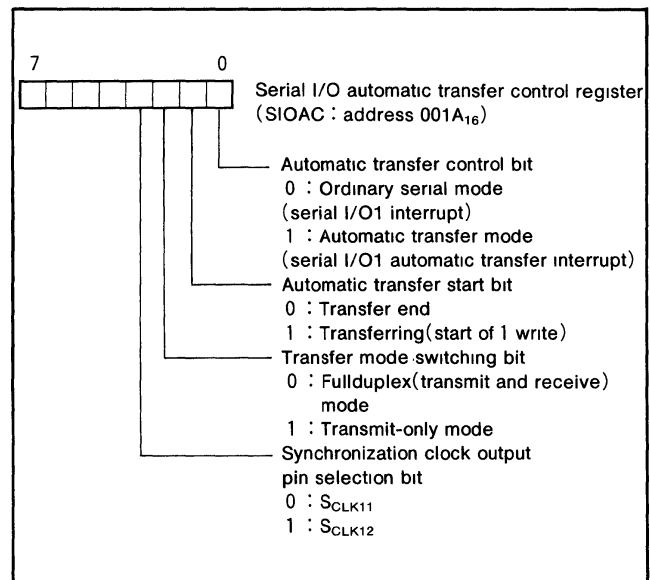 7 0
Serial I/O automatic transfer control register
(SIOAC : address 001A₁₆)
Automatic transfer control bit
0 : Ordinary serial mode
(serial I/O1 interrupt)
1 : Automatic transfer mode
(serial I/O1 automatic transfer interrupt)
Automatic transfer start bit
0 : Transfer end
1 : Transferring(start of 1 write)
Transfer mode switching bit
0 : Fullduplex(transmit and receive)
mode
1 : Transmit-only mode
Synchronization clock output
pin selection bit
0 : SCLK11
1 : SCLK12